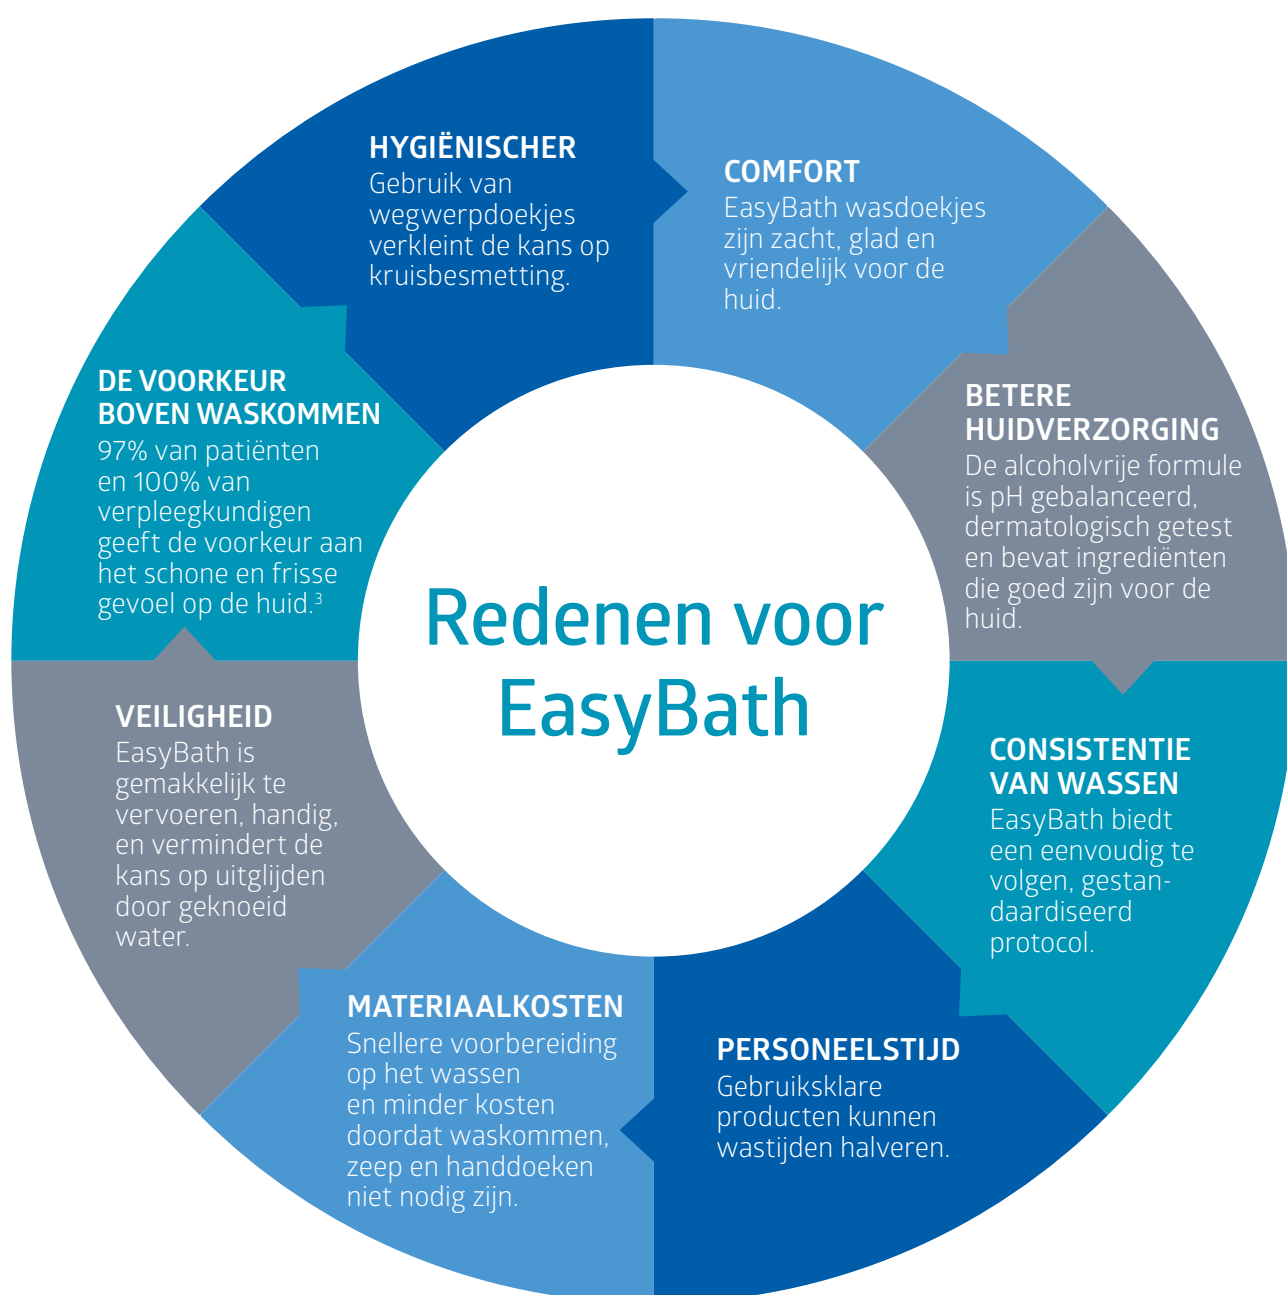 HYGIËNISCHER
Gebruik van
wegwerpdoekjes
verkleint de kans op
kruisbesmetting.
COMFORT
EasyBath wasdoekjes
zijn zacht, glad en
vriendelijk voor de
huid.
BETERE
HUIDVERZORGING
De alcoholvrije formule
is pH gebalanceerd,
dermatologisch getest
en bevat ingrediënten
die goed zijn voor de
huid.
CONSISTENTIE
VAN WASSEN
EasyBath biedt
een eenvoudig te
volgen, gestan-
daardiseerd
protocol.
PERSONEELSTIJD
Gebruiksklare
producten kunnen
wastijden halveren.
MATERIAALKOSTEN
Snellere voorbereiding
op het wassen
en minder kosten
doordat waskommen,
zeep en handdoeken
niet nodig zijn.
VEILIGHEID
EasyBath is
gemakkelijk te
vervoeren, handig,
en vermindert de
kans op uitglijden
door geknoeid
water.
DE VOORKEUR
BOVEN WASKOMMEN
97% van patiënten
en 100% van
verpleegkundigen
geeft de voorkeur aan
het schone en frisse
gevoel op de huid.³
Redenen voor
EasyBath